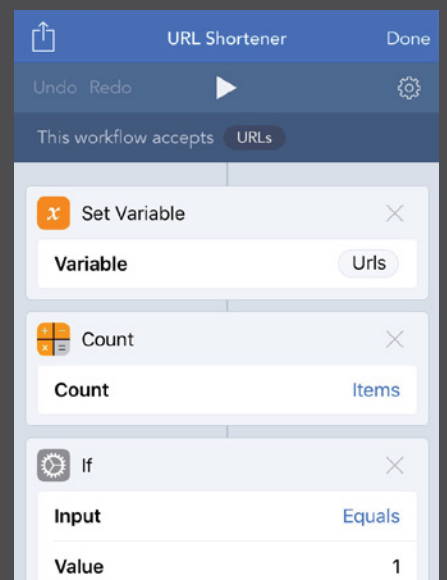 URL Shortener Done
Undo Redo
This workflow accepts URLs
x Set Variable
Variable Urls
Count
Count Items
If
Input Equals
Value 1